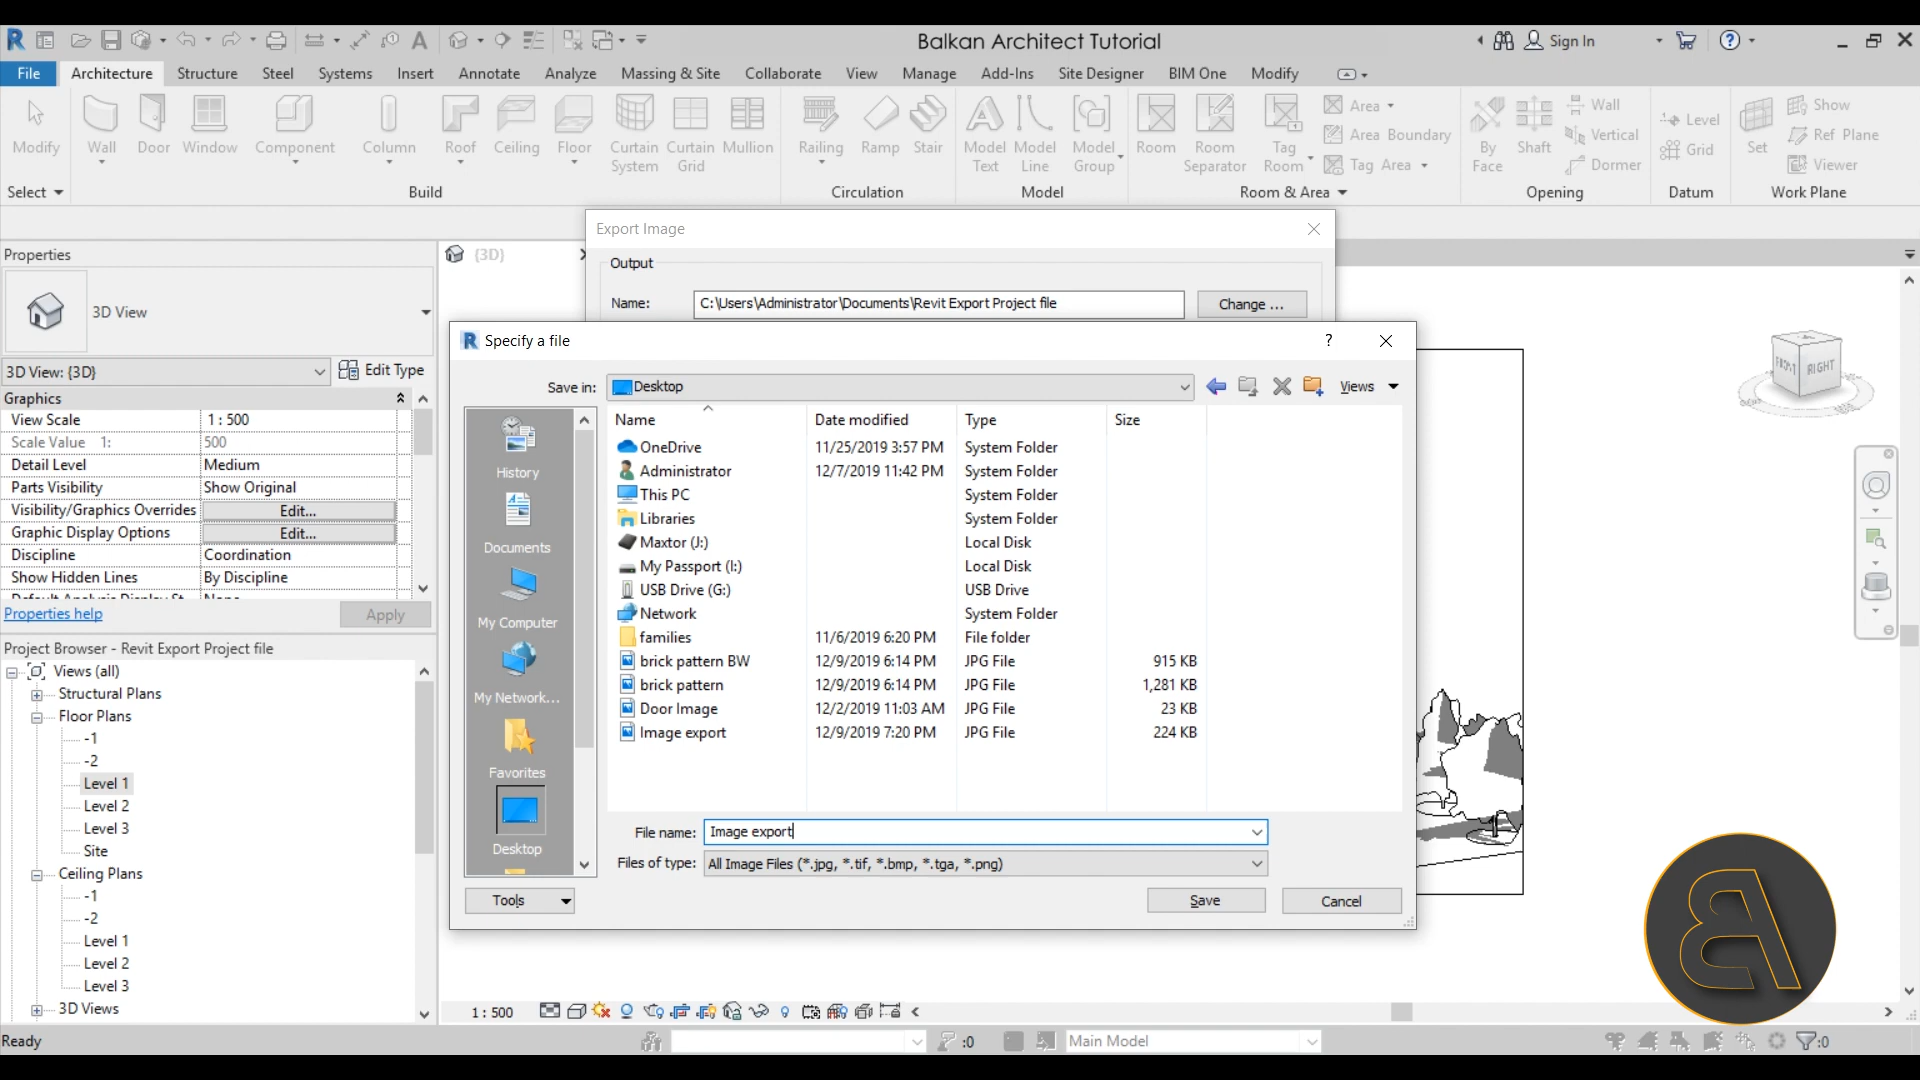 Balkan Architect Tutorial
Sign In
File Architecture Structure Steel Systems Insert Annotate Analyze Massing & Site Collaborate View Manage Add-Ins Site Designer BIM One Modify
Modify Wall Door Window Component Column Roof Ceiling Floor Curtain System Curtain Grid Mullion Railing Ramp Stair Model Text Model Line Model Group Room Room Separator Tag Room
Area
Area Boundary
Tag Area
By Face Shaft
Wall
Vertical
Dormer
Level
Grid
Set
Show
Ref Plane
Viewer
Select Build Circulation Model Room & Area Opening Datum Work Plane
Properties
3D View
3D View: {3D} Edit Type
Graphics
View Scale 1 : 500
Scale Value 1: 500
Detail Level Medium
Parts Visibility Show Original
Visibility/Graphics Overrides Edit...
Graphic Display Options Edit...
Discipline Coordination
Show Hidden Lines By Discipline
Properties help Apply
Project Browser - Revit Export Project file
Views (all)
Structural Plans
Floor Plans
-1
-2
Level 1
Level 2
Level 3
Site
Ceiling Plans
-1
-2
Level 1
Level 2
Level 3
3D Views
{3D}
Export Image
Output
Name: C:\Users\Administrator\Documents\Revit Export Project file Change ...
Specify a file
?
Save in: Desktop Views
History
Documents
My Computer
My Network...
Favorites
Desktop
Name Date modified Type Size
OneDrive 11/25/2019 3:57 PM System Folder
Administrator 12/7/2019 11:42 PM System Folder
This PC System Folder
Libraries System Folder
Maxtor (J:) Local Disk
My Passport (I:) Local Disk
USB Drive (G:) USB Drive
Network System Folder
families 11/6/2019 6:20 PM File folder
brick pattern BW 12/9/2019 6:14 PM JPG File 915 KB
brick pattern 12/9/2019 6:14 PM JPG File 1,281 KB
Door Image 12/2/2019 11:03 AM JPG File 23 KB
Image export 12/9/2019 7:20 PM JPG File 224 KB
File name: Image export
Files of type: All Image Files (*.jpg, *.tif, *.bmp, *.tga, *.png)
Tools Save Cancel
RIGHT
1 : 500
Ready
:0
Main Model
:0